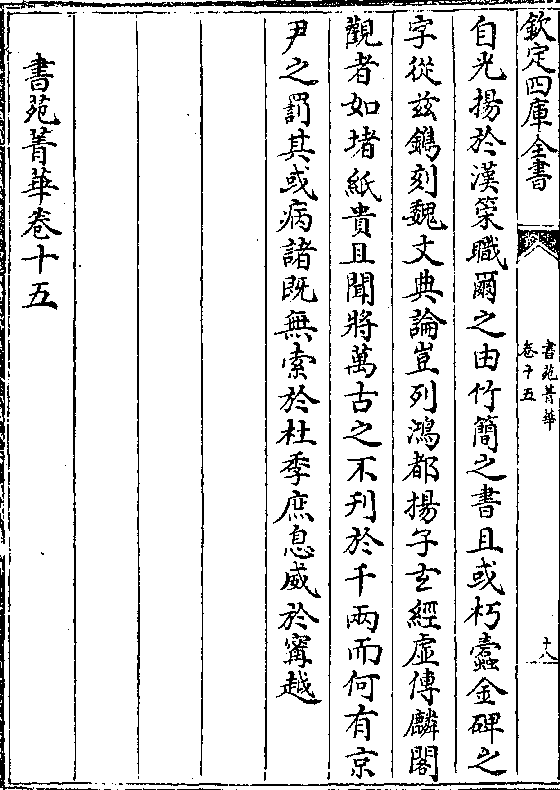 欽定四庫全書
書苑菁華
卷十五
十八
自光揚於漢策職爾之由竹簡之書且或朽蠹金碑之
字從兹鐫刻魏文典論豈列鴻都揚子玄經虛傳麟閣
觀者如堵紙貴且聞將萬古之不刊於千兩而何有京
尹之罰其或病諸既無索於杜季庶息威於甯越
書苑菁華卷十五